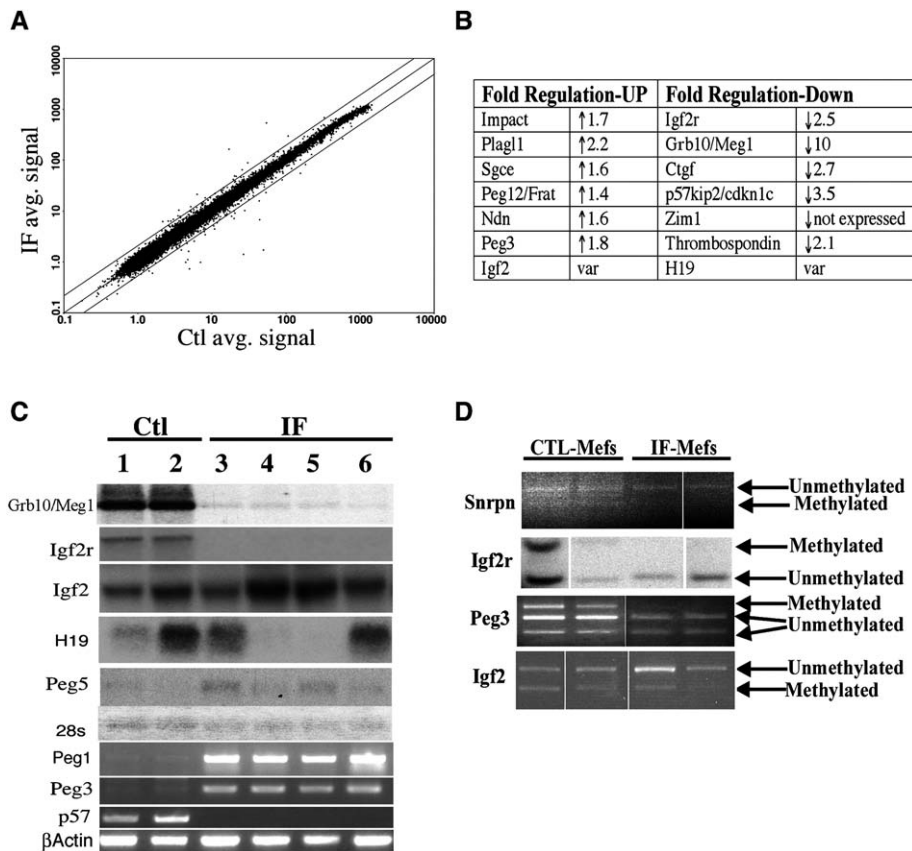 A
IF avg. signal
10000
1000
100
10
1.0
0.1
0.1 1.0 10 100 1000 10000
Ctl avg. signal
B
Fold Regulation-UP Fold Regulation-Down
Impact ↑1.7 Igf2r ↓2.5
Plagl1 ↑2.2 Grb10/Meg1 ↓10
Sgce ↑1.6 Ctgf ↓2.7
Peg12/Frat ↑1.4 p57kip2/cdkn1c ↓3.5
Ndn ↑1.6 Zim1 ↓not expressed
Peg3 ↑1.8 Thrombospondin ↓2.1
Igf2 var H19 var
C
Ctl IF
1 2 3 4 5 6
Grb10/Meg1
Igf2r
Igf2
H19
Peg5
28s
Peg1
Peg3
p57
βActin
D
CTL-Mefs IF-Mefs
Snrpn
Unmethylated
Methylated
Igf2r
Methylated
Unmethylated
Peg3
Methylated
Unmethylated
Igf2
Unmethylated
Methylated